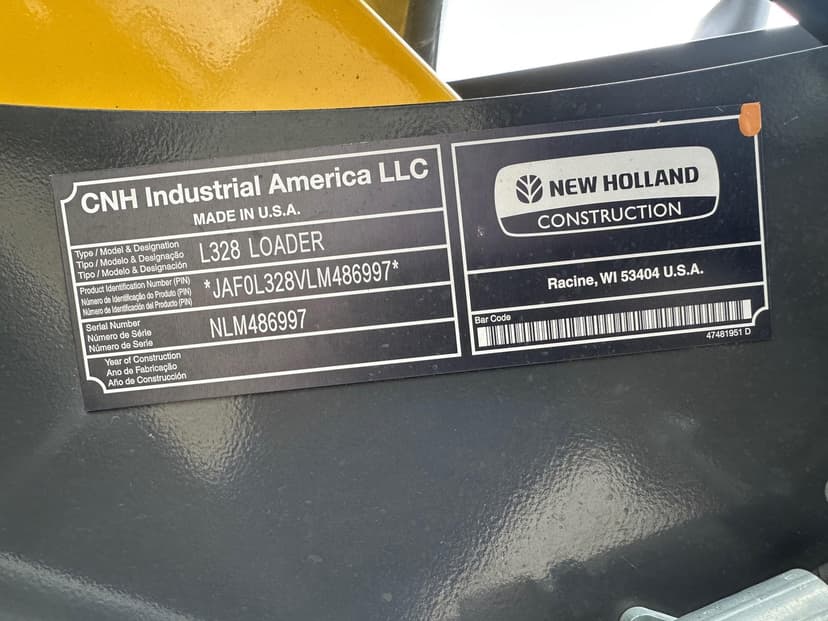 CNH Industrial America LLC
MADE IN U.S.A.
Type / Model & Designation
Tipo / Modelo & Designação
Tipo / Modelo & Designación
L328 LOADER
Product Identification Number (PIN)
Número de Identificação do Produto (PIN)
Número de Identificación del Producto (PIN)
*JAF0L328VLM486997*
Serial Number
Número de Série
Número de Serie
NLM486997
Year of Construction
Ano de Fabricação
Año de Construcción
NEW HOLLAND
CONSTRUCTION
Racine, WI 53404 U.S.A.
Bar Code
47481951 D